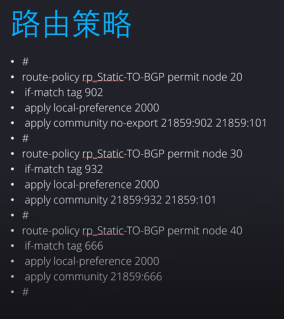 路由策略
• #
• route-policy rp_Static-TO-BGP permit node 20
• if-match tag 902
• apply local-preference 2000
• apply community no-export 21859:902 21859:101
• #
• route-policy rp_Static-TO-BGP permit node 30
• if-match tag 932
• apply local-preference 2000
• apply community 21859:932 21859:101
• #
• route-policy rp_Static-TO-BGP permit node 40
• if-match tag 666
• apply local-preference 2000
• apply community 21859:666
• #